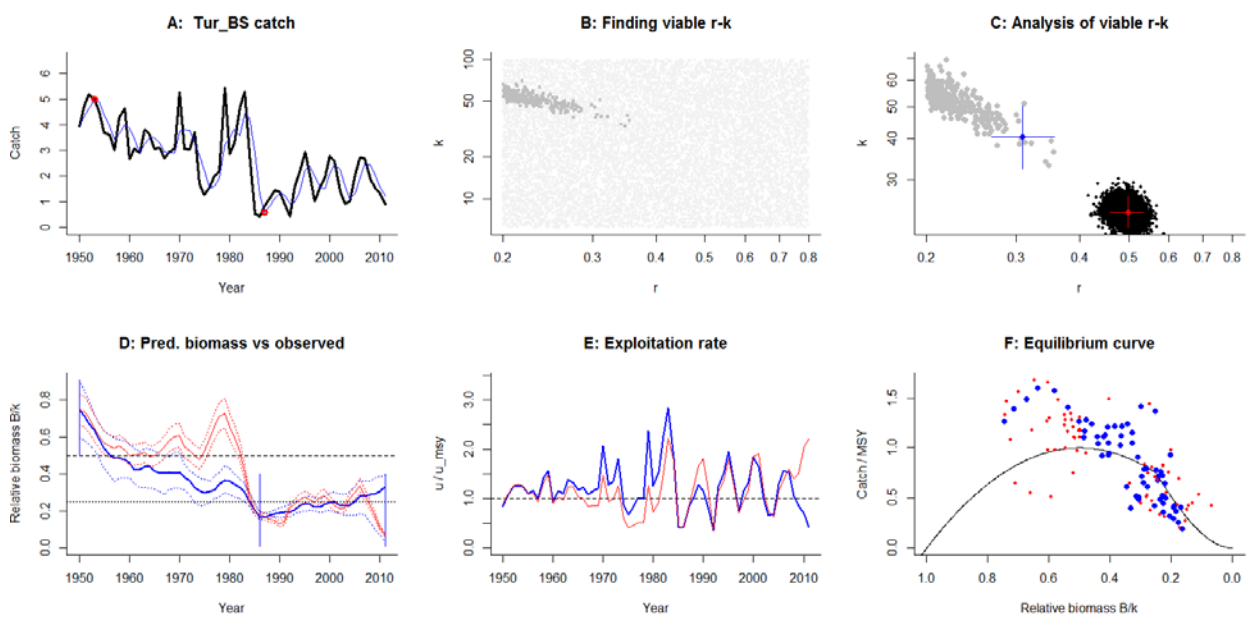 A: Tur_BS catch
B: Finding viable r-k
C: Analysis of viable r-k
Catch
0 1 2 3 4 5 6
1950 1960 1970 1980 1990 2000 2010
Year
k
10 20 50 100
0.2 0.3 0.4 0.5 0.6 0.7 0.8
r
k
30 40 50 60
0.2 0.3 0.4 0.5 0.6 0.7 0.8
r
D: Pred. biomass vs observed
E: Exploitation rate
F: Equilibrium curve
Relative biomass B/k
0.0 0.2 0.4 0.6 0.8
1950 1960 1970 1980 1990 2000 2010
Year
u / u_msy
0.0 1.0 2.0 3.0
1950 1960 1970 1980 1990 2000 2010
Year
Catch / MSY
0.0 0.5 1.0 1.5
1.0 0.8 0.6 0.4 0.2 0.0
Relative biomass B/k